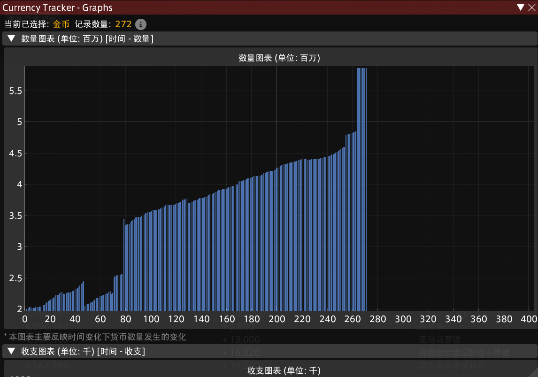 Currency Tracker - Graphs
当前已选择: 金币 记录数量: 272
数量图表 (单位: 百万) [时间 - 数量]
数量图表 (单位: 百万)
5.5
5
4.5
4
3.5
3
2.5
2
0 20 40 60 80 100 120 140 160 180 200 220 240 260 280 300 320 340 360 380 400
* 本图表主要反映时间变化下货币数量发生的变化
收支图表 (单位: 千) [时间 - 收支]
收支图表 (单位: 千)